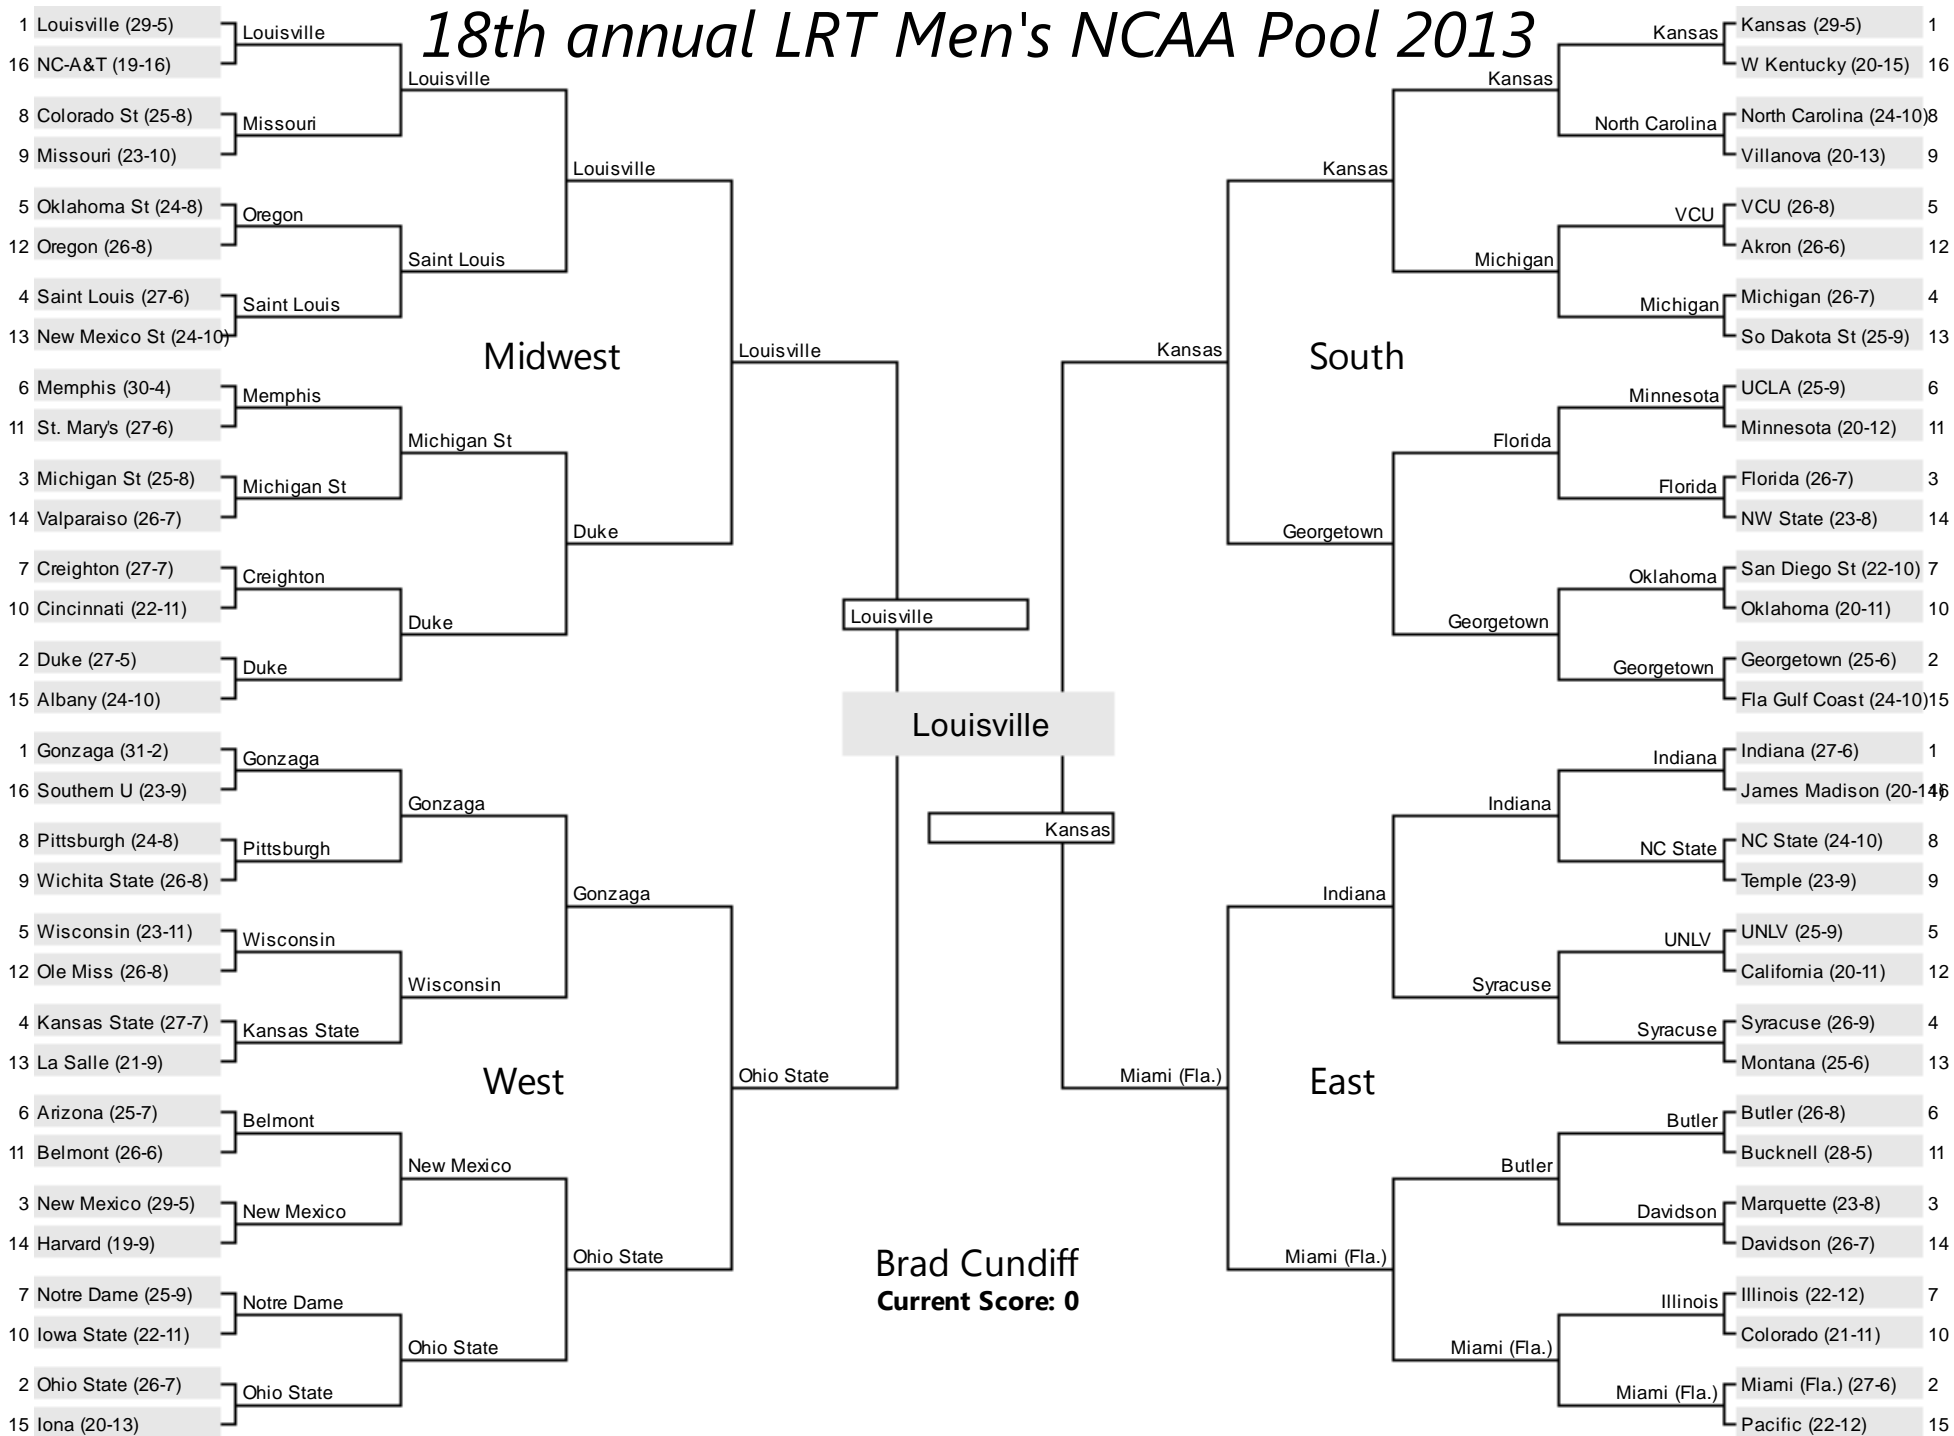 18th annual LRT Men's NCAA Pool 2013
1 Louisville (29-5)
16 NC-A&T (19-16)
8 Colorado St (25-8)
9 Missouri (23-10)
5 Oklahoma St (24-8)
12 Oregon (26-8)
4 Saint Louis (27-6)
13 New Mexico St (24-10)
6 Memphis (30-4)
11 St. Mary's (27-6)
3 Michigan St (25-8)
14 Valparaiso (26-7)
7 Creighton (27-7)
10 Cincinnati (22-11)
2 Duke (27-5)
15 Albany (24-10)
Louisville
Missouri
Oregon
Saint Louis
Memphis
Michigan St
Creighton
Duke
Louisville
Saint Louis
Michigan St
Duke
Louisville
Duke
Midwest
Louisville
1 Gonzaga (31-2)
16 Southern U (23-9)
8 Pittsburgh (24-8)
9 Wichita State (26-8)
5 Wisconsin (23-11)
12 Ole Miss (26-8)
4 Kansas State (27-7)
13 La Salle (21-9)
6 Arizona (25-7)
11 Belmont (26-6)
3 New Mexico (29-5)
14 Harvard (19-9)
7 Notre Dame (25-9)
10 Iowa State (22-11)
2 Ohio State (26-7)
15 Iona (20-13)
Gonzaga
Pittsburgh
Wisconsin
Kansas State
Belmont
New Mexico
Notre Dame
Ohio State
Gonzaga
Wisconsin
New Mexico
Ohio State
Gonzaga
Ohio State
West
Ohio State
Louisville
Louisville
Kansas
Brad Cundiff
Current Score: 0
Kansas
South
Kansas
Georgetown
Kansas
Michigan
Florida
Georgetown
Kansas
North Carolina
VCU
Michigan
Minnesota
Florida
Oklahoma
Georgetown
Kansas (29-5) 1
W Kentucky (20-15) 16
North Carolina (24-10) 8
Villanova (20-13) 9
VCU (26-8) 5
Akron (26-6) 12
Michigan (26-7) 4
So Dakota St (25-9) 13
UCLA (25-9) 6
Minnesota (20-12) 11
Florida (26-7) 3
NW State (23-8) 14
San Diego St (22-10) 7
Oklahoma (20-11) 10
Georgetown (25-6) 2
Fla Gulf Coast (24-10) 15
Miami (Fla.)
East
Indiana
Miami (Fla.)
Indiana
Syracuse
Butler
Miami (Fla.)
Indiana
NC State
UNLV
Syracuse
Butler
Davidson
Illinois
Miami (Fla.)
Indiana (27-6) 1
James Madison (20-14) 16
NC State (24-10) 8
Temple (23-9) 9
UNLV (25-9) 5
California (20-11) 12
Syracuse (26-9) 4
Montana (25-6) 13
Butler (26-8) 6
Bucknell (28-5) 11
Marquette (23-8) 3
Davidson (26-7) 14
Illinois (22-12) 7
Colorado (21-11) 10
Miami (Fla.) (27-6) 2
Pacific (22-12) 15